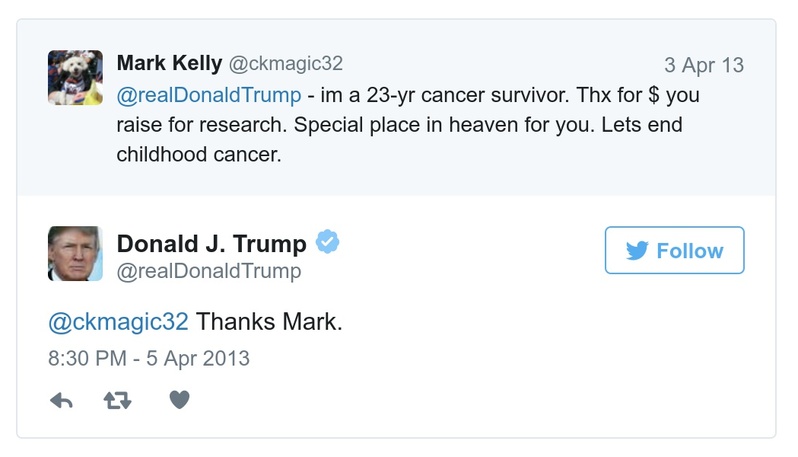 Mark Kelly @ckmagic32 3 Apr 13
@realDonaldTrump - im a 23-yr cancer survivor. Thx for $ you
raise for research. Special place in heaven for you. Lets end
childhood cancer.
Donald J. Trump
@realDonaldTrump
Follow
@ckmagic32 Thanks Mark.
8:30 PM - 5 Apr 2013